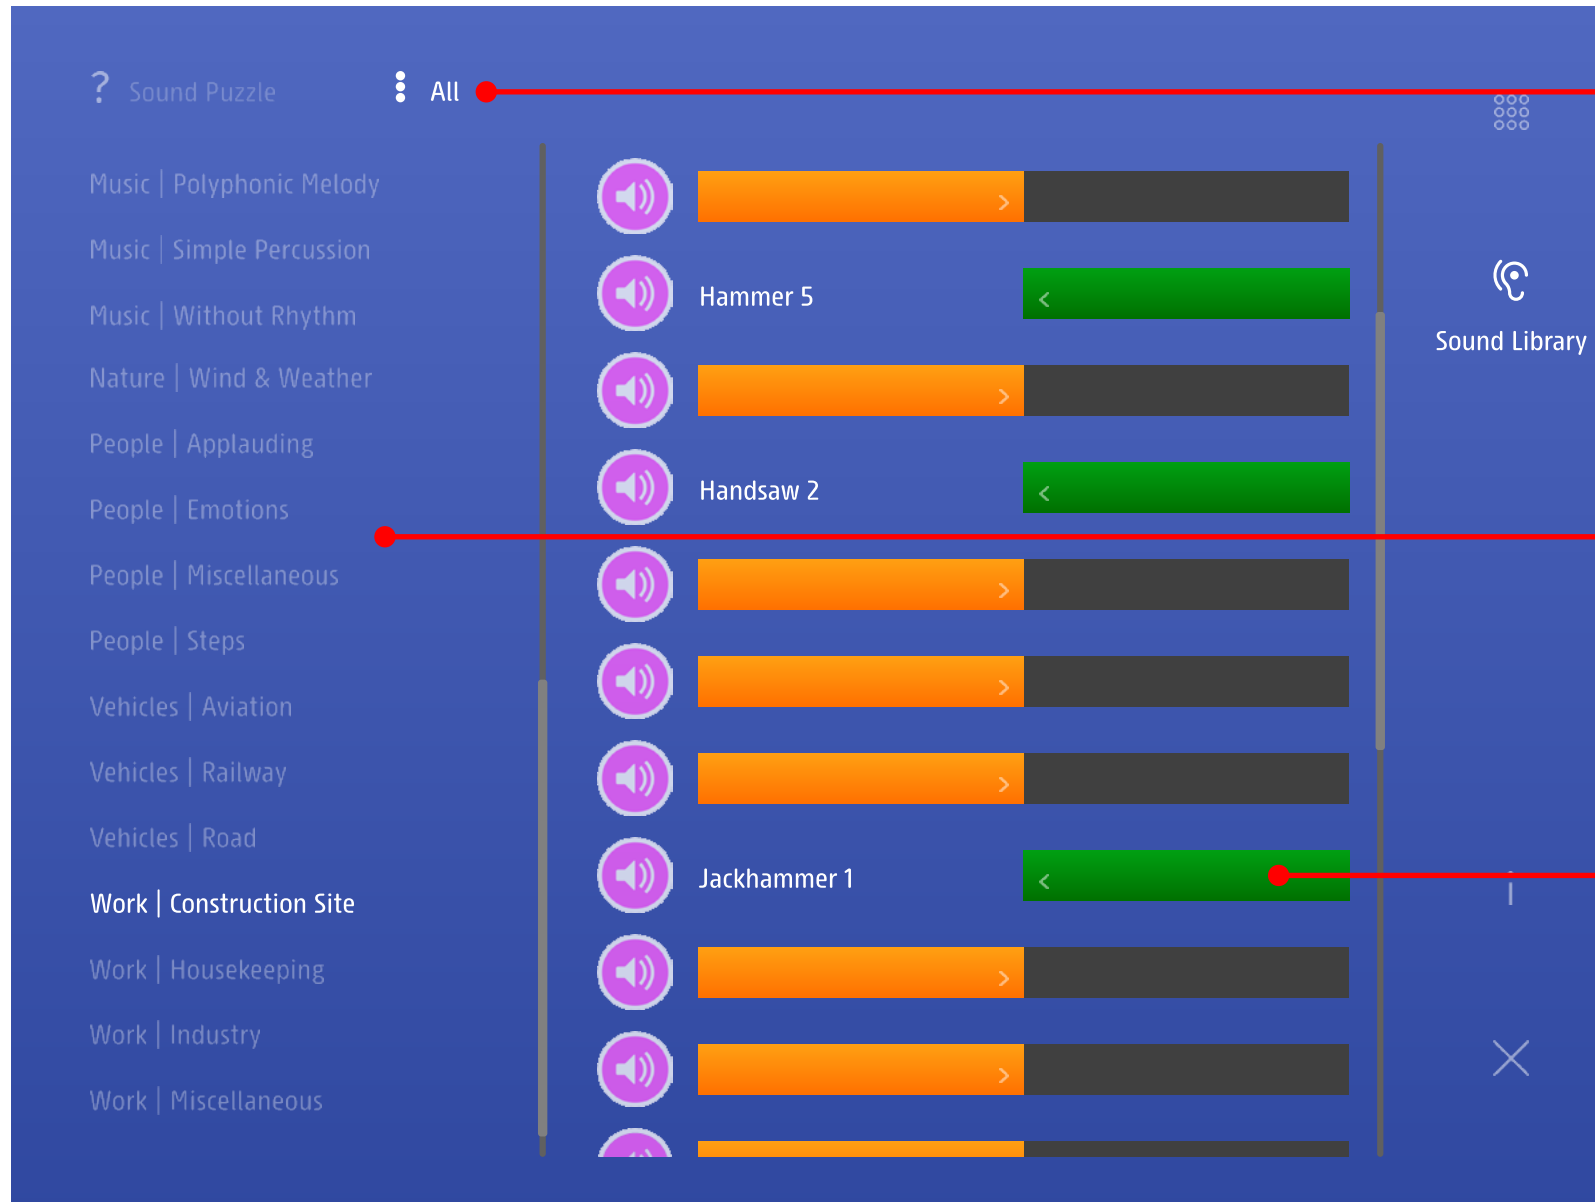 ? Sound Puzzle
All
Music | Polyphonic Melody
Music | Simple Percussion
Music | Without Rhythm
Nature | Wind & Weather
People | Applauding
People | Emotions
People | Miscellaneous
People | Steps
Vehicles | Aviation
Vehicles | Railway
Vehicles | Road
Work | Construction Site
Work | Housekeeping
Work | Industry
Work | Miscellaneous
Hammer 5
Handsaw 2
Jackhammer 1
Sound Library
i